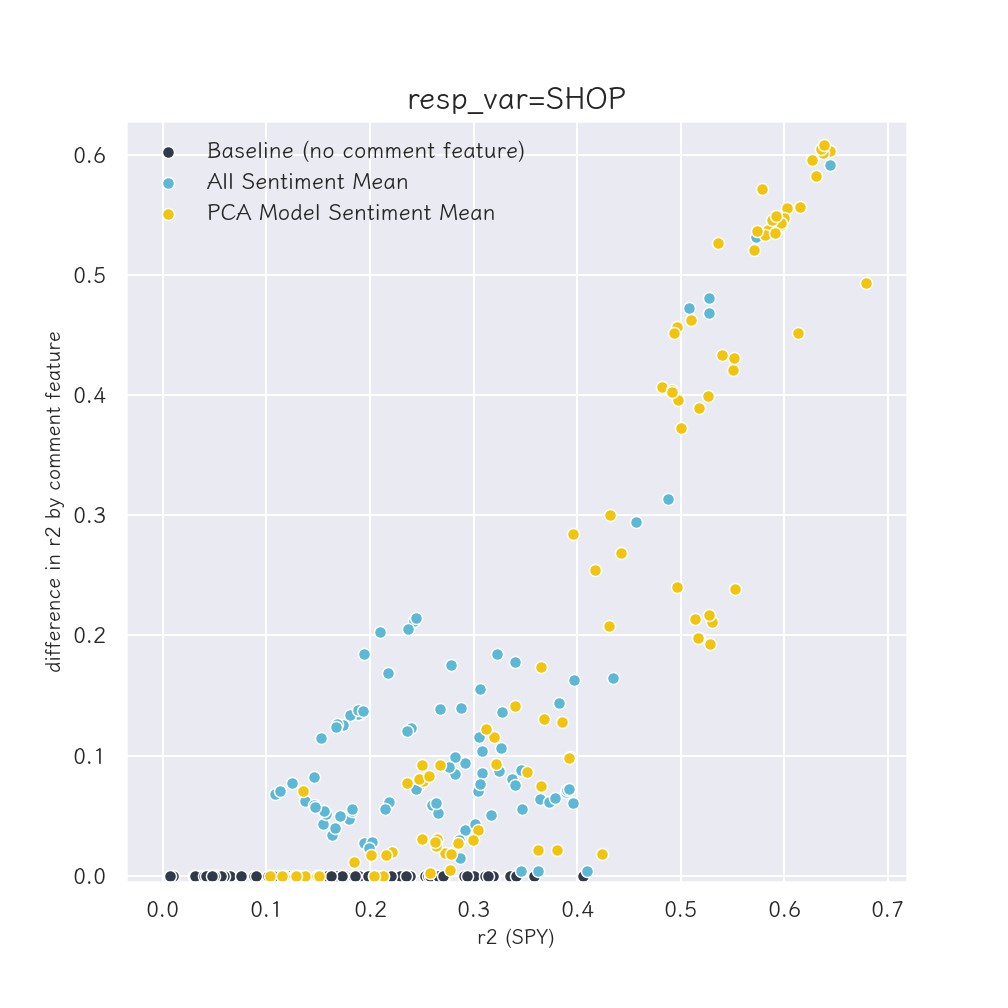 resp_var=SHOP
Baseline (no comment feature)
All Sentiment Mean
PCA Model Sentiment Mean
difference in r2 by comment feature
0.6
0.5
0.4
0.3
0.2
0.1
0.0
0.0 0.1 0.2 0.3 0.4 0.5 0.6 0.7
r2 (SPY)